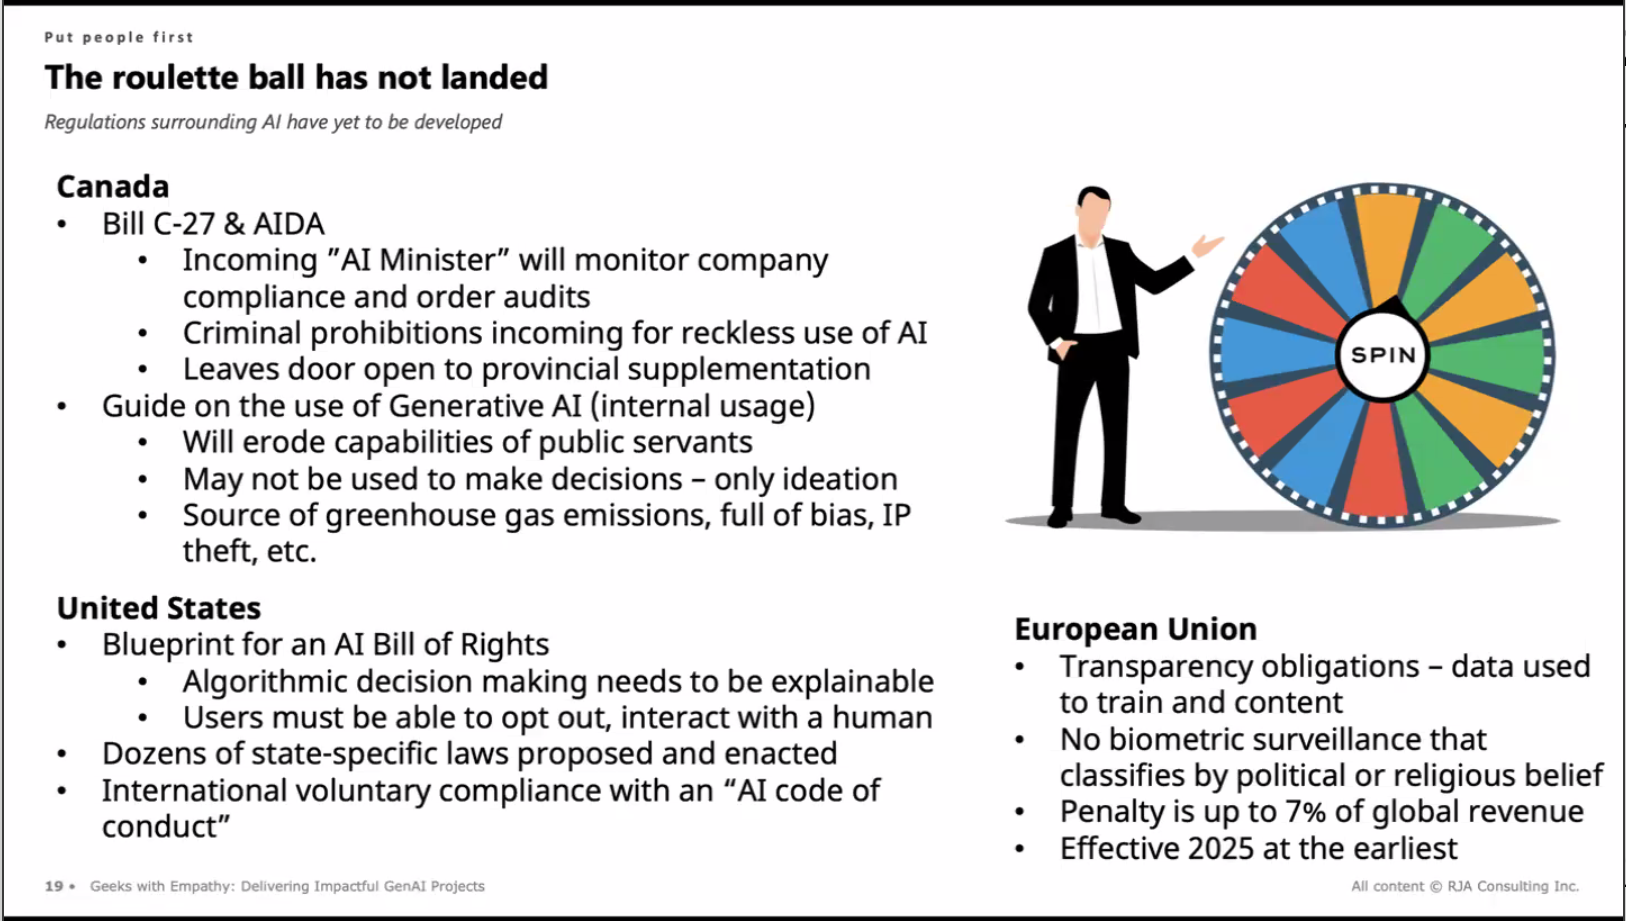 Put people first
The roulette ball has not landed
Regulations surrounding AI have yet to be developed
Canada
• Bill C-27 & AIDA
• Incoming ”AI Minister” will monitor company
compliance and order audits
• Criminal prohibitions incoming for reckless use of AI
• Leaves door open to provincial supplementation
• Guide on the use of Generative AI (internal usage)
• Will erode capabilities of public servants
• May not be used to make decisions – only ideation
• Source of greenhouse gas emissions, full of bias, IP
theft, etc.
United States
• Blueprint for an AI Bill of Rights
• Algorithmic decision making needs to be explainable
• Users must be able to opt out, interact with a human
• Dozens of state-specific laws proposed and enacted
• International voluntary compliance with an “AI code of
conduct”
SPIN
European Union
• Transparency obligations – data used
to train and content
• No biometric surveillance that
classifies by political or religious belief
• Penalty is up to 7% of global revenue
• Effective 2025 at the earliest
19 • Geeks with Empathy: Delivering Impactful GenAI Projects
All content © RJA Consulting Inc.